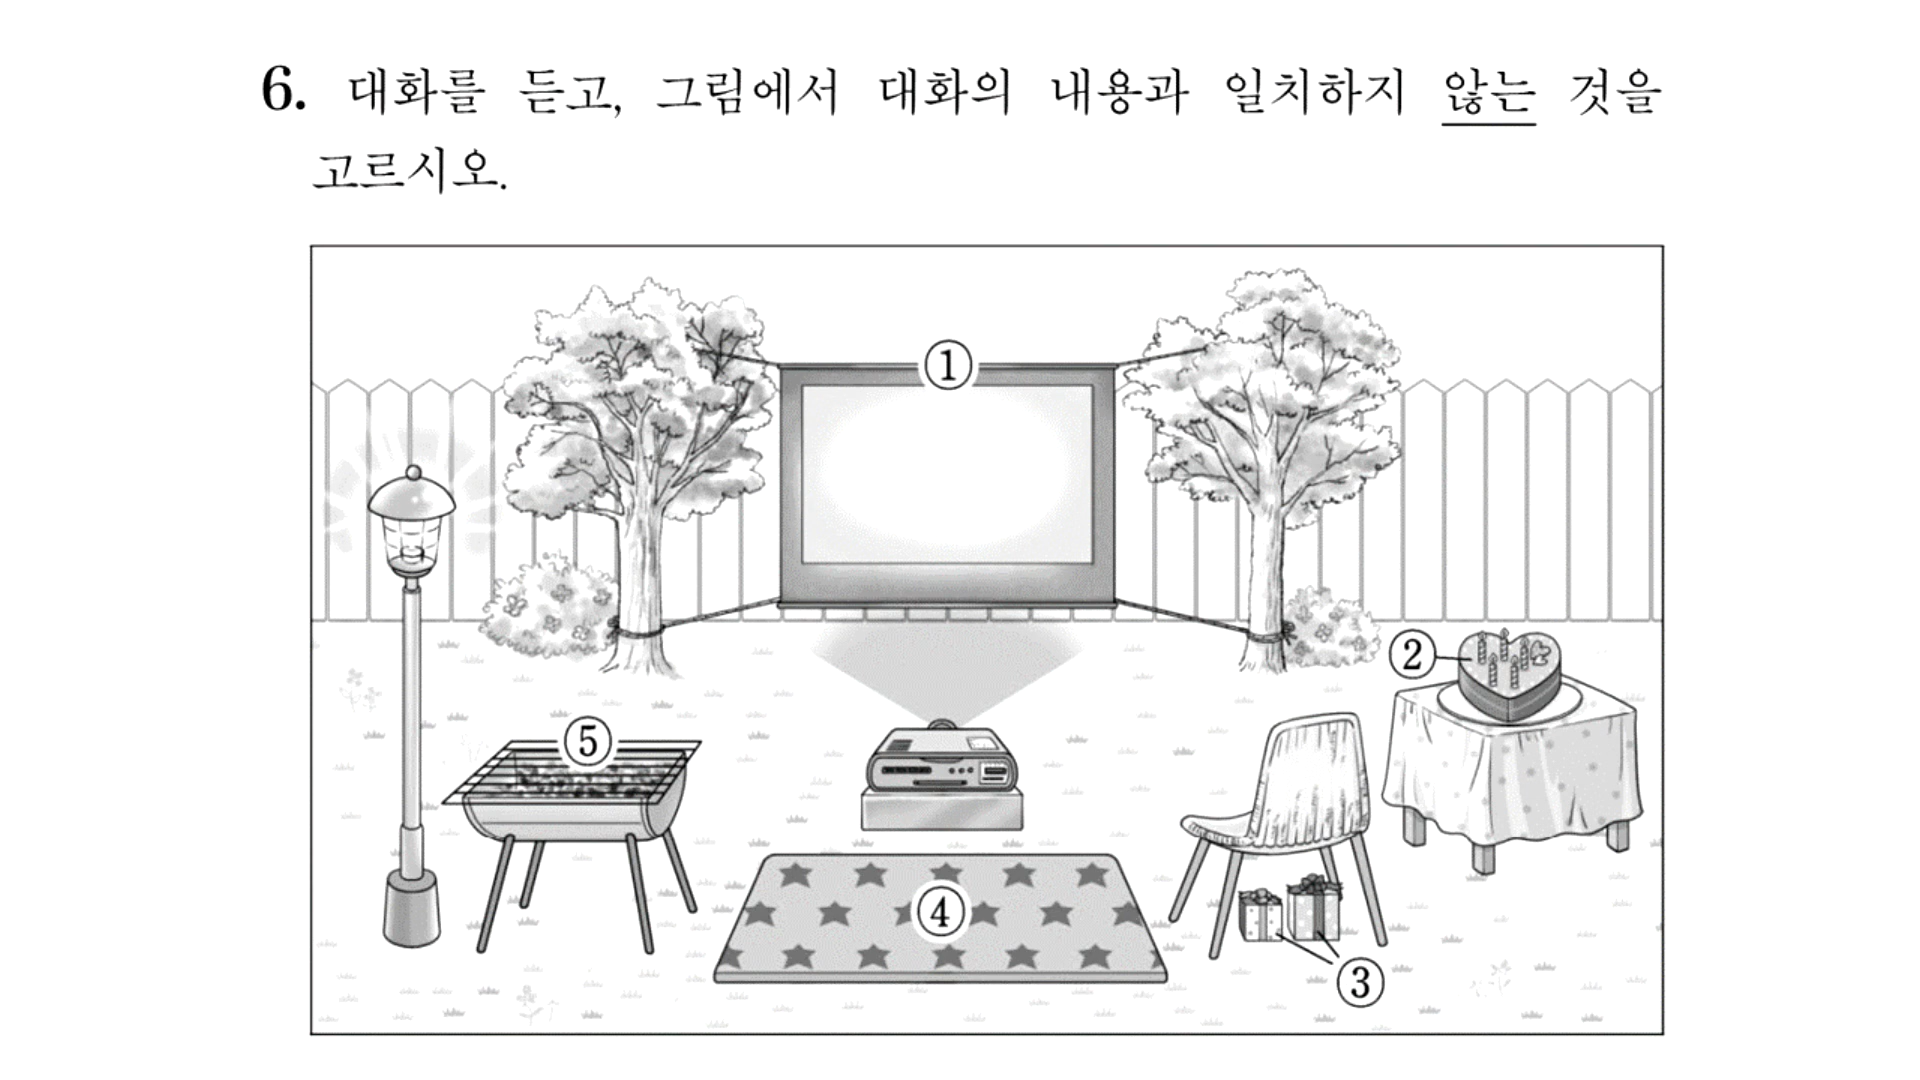 6. 대화를 듣고, 그림에서 대화의 내용과 일치하지 않는 것을
고르시오.
①
②
⑤
④
③